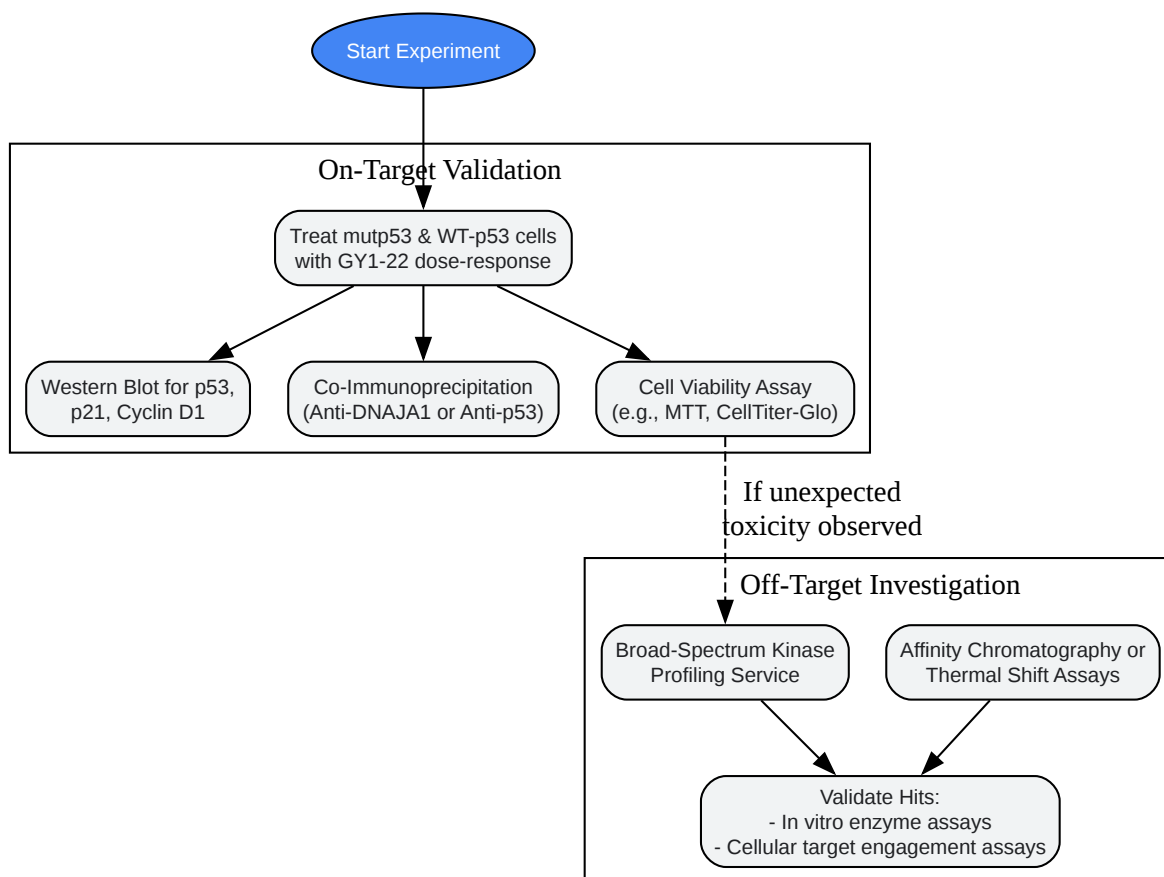 Start Experiment
On-Target Validation
Treat mutp53 & WT-p53 cells
with GY1-22 dose-response
Western Blot for p53,
p21, Cyclin D1
Co-Immunoprecipitation
(Anti-DNAJA1 or Anti-p53)
Cell Viability Assay
(e.g., MTT, CellTiter-Glo)
If unexpected
toxicity observed
Off-Target Investigation
Broad-Spectrum Kinase
Profiling Service
Affinity Chromatography or
Thermal Shift Assays
Validate Hits:
- In vitro enzyme assays
- Cellular target engagement assays